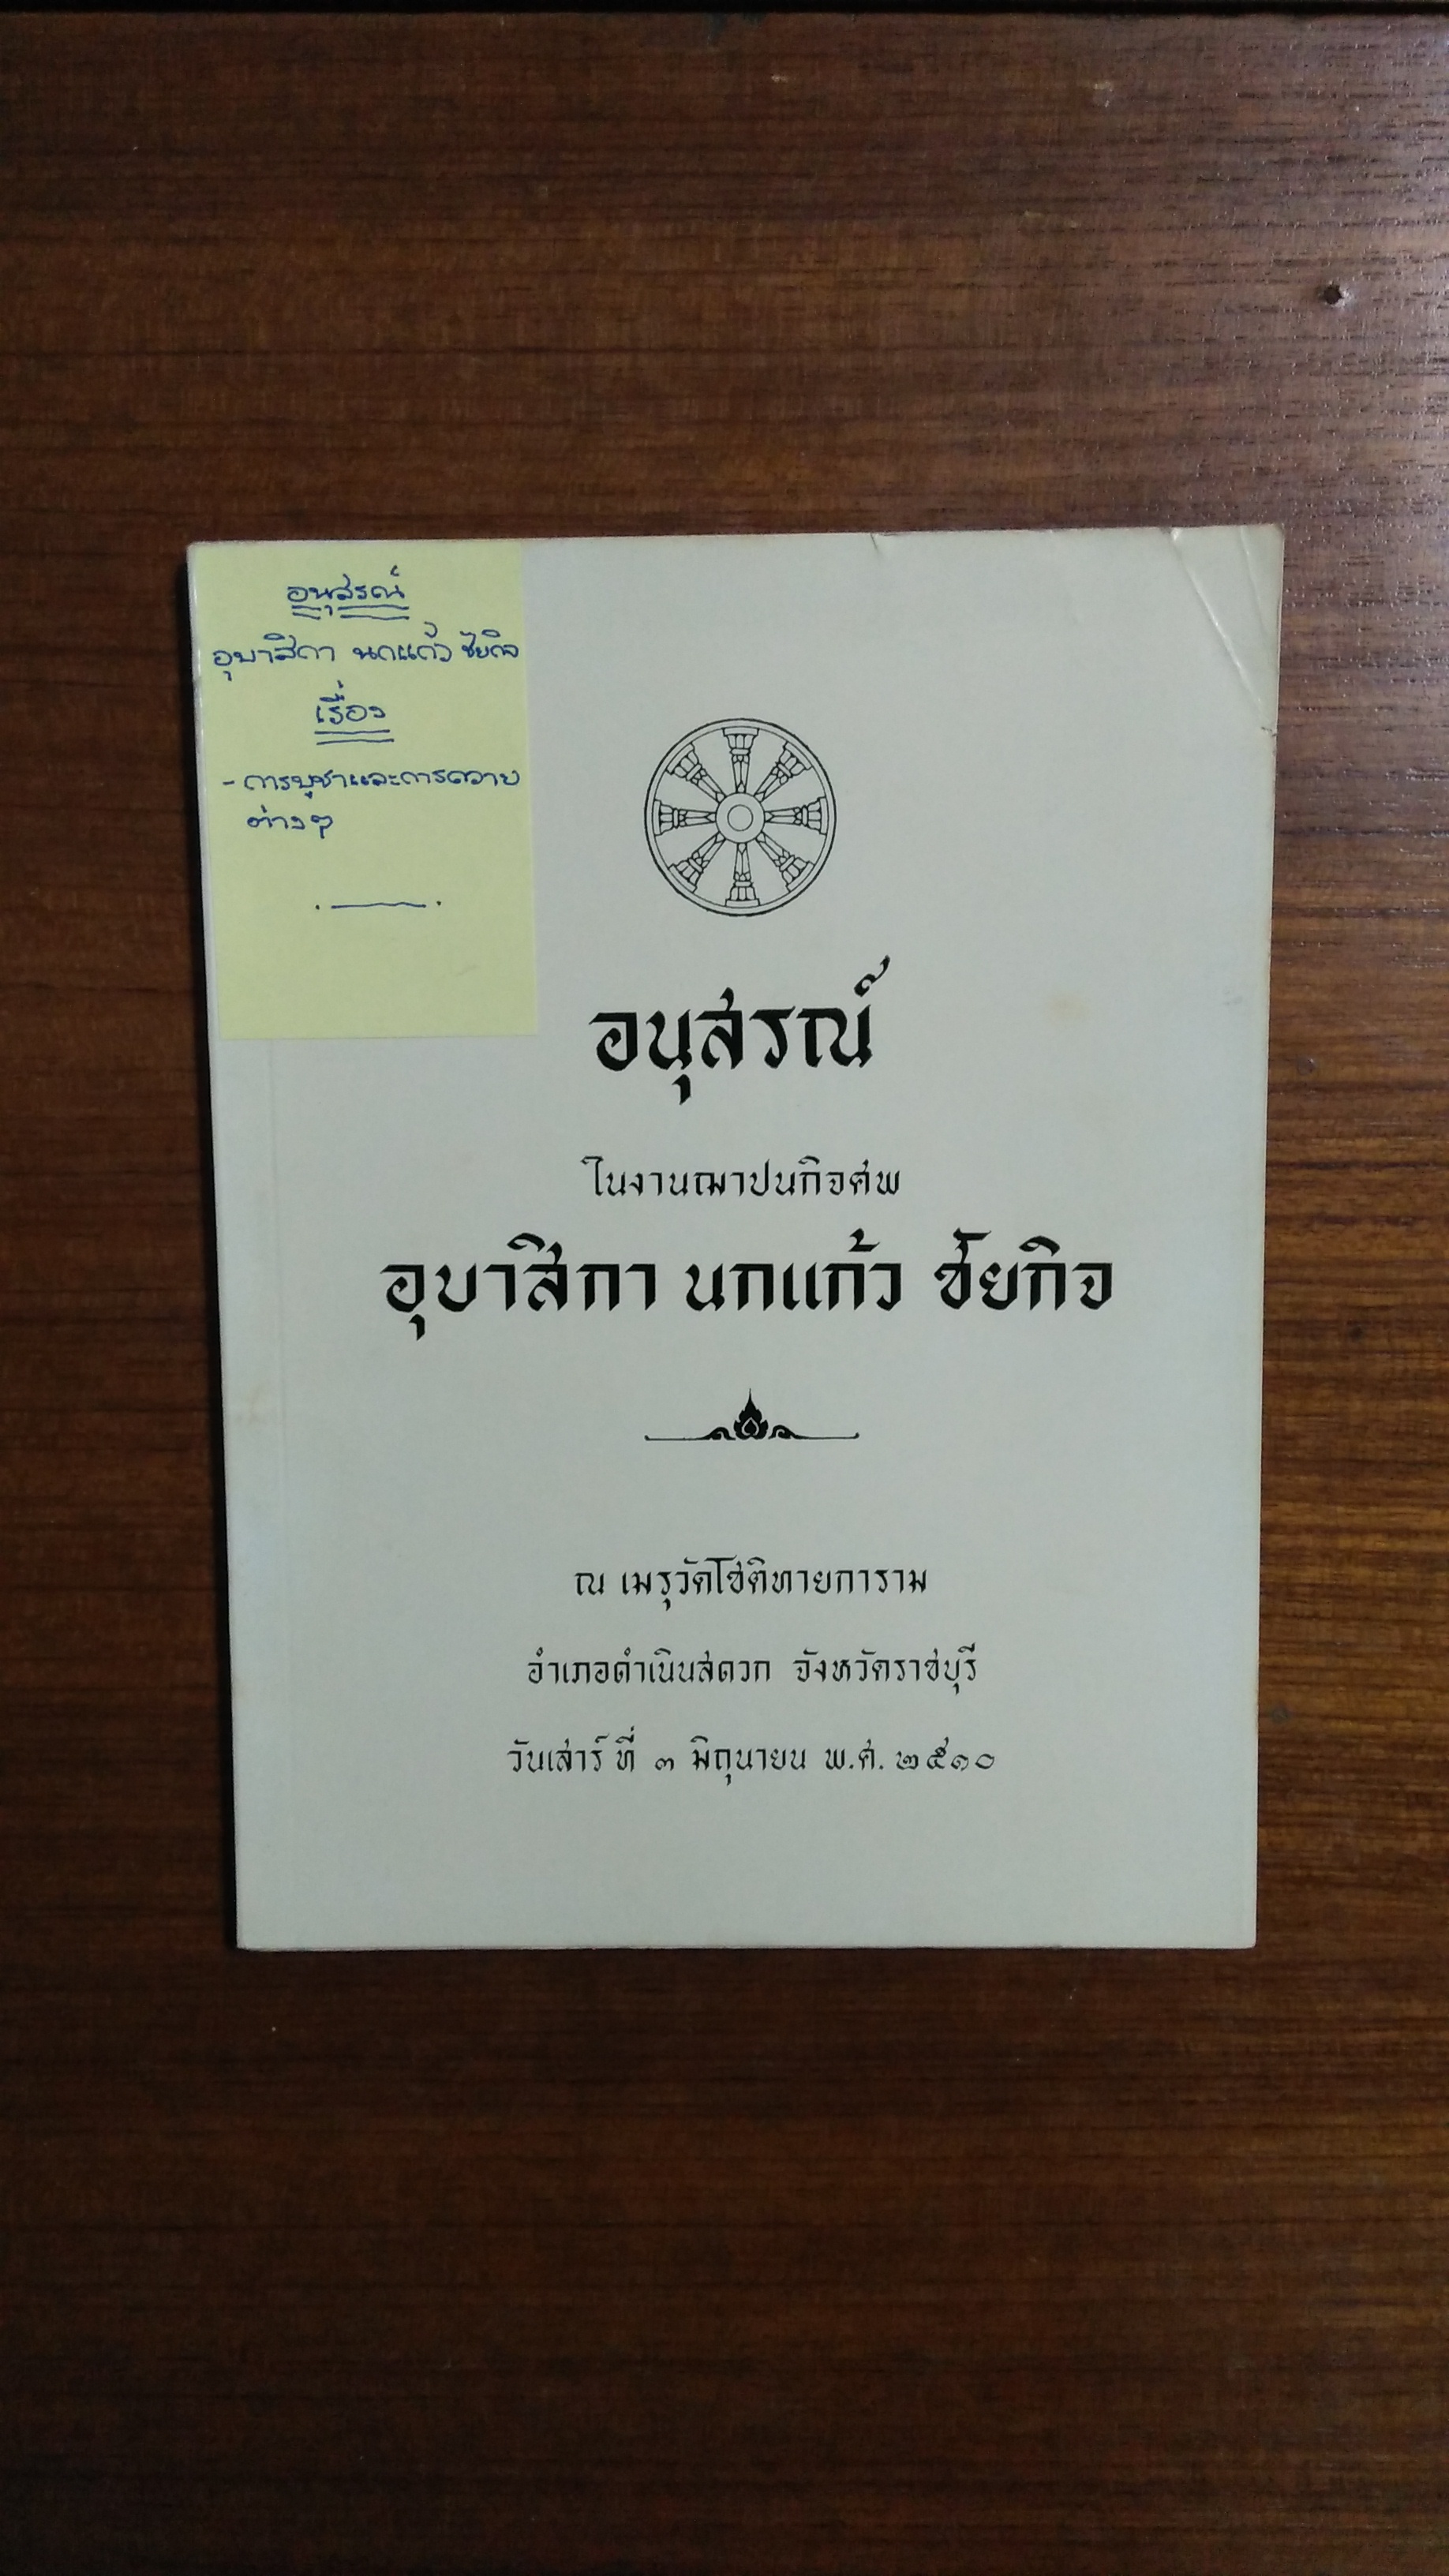 อนุสรณ์
อุบาสิกา นกแก้ว ชัยกิจ
เรื่อง
- การบูชาและการถวาย
ต่างๆ
อนุสรณ์
ในงานฌาปนกิจศพ
อุบาสิกา นกแก้ว ชัยกิจ
ณ เมรุวัดโชติทายการาม
อำเภอดำเนินสดวก จังหวัดราชบุรี
วันเสาร์ ที่ ๓ มิถุนายน พ.ศ. ๒๕๑๐